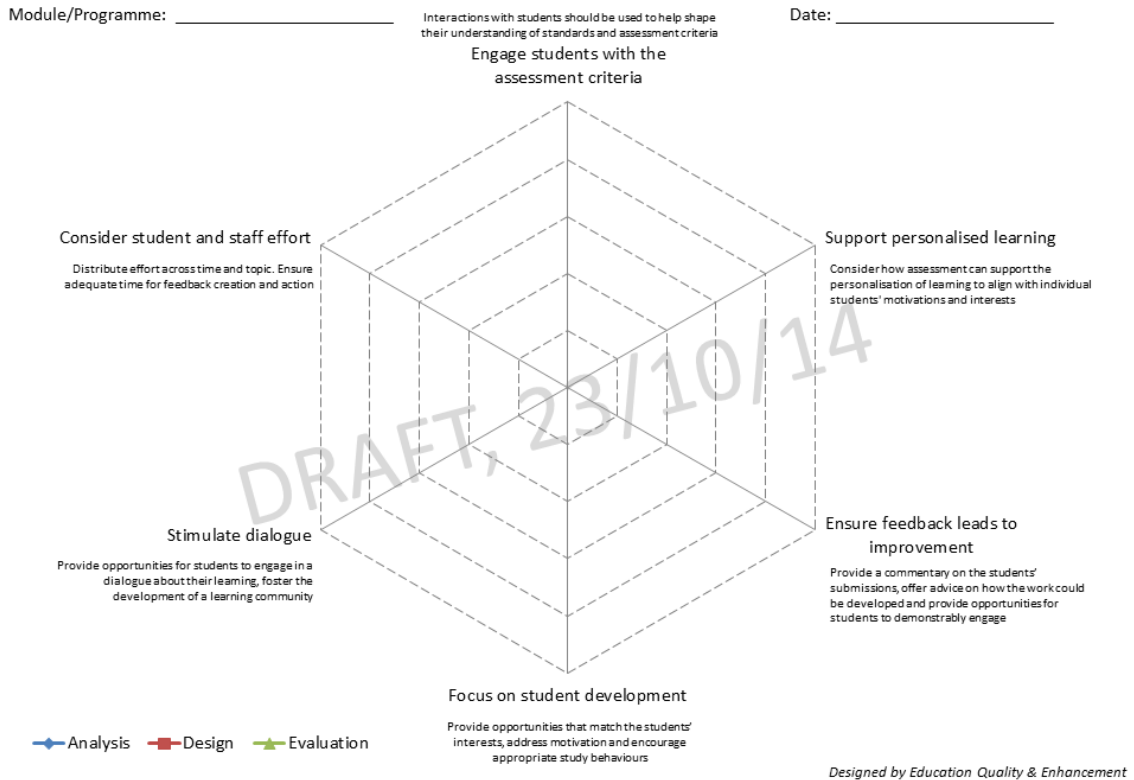 Module/Programme: ________________________
Interactions with students should be used to help shape
their understanding of standards and assessment criteria
Date: ________________________
Engage students with the
assessment criteria
Consider student and staff effort
Distribute effort across time and topic. Ensure
adequate time for feedback creation and action
Support personalised learning
Consider how assessment can support the
personalisation of learning to align with individual
students' motivations and interests
DRAFT, 23/10/14
Stimulate dialogue
Provide opportunities for students to engage in a
dialogue about their learning, foster the
development of a learning community
Ensure feedback leads to
improvement
Provide a commentary on the students'
submissions, offer advice on how the work could
be developed and provide opportunities for
students to demonstrably engage
Focus on student development
Provide opportunities that match the students'
interests, address motivation and encourage
appropriate study behaviours
Analysis Design Evaluation
Designed by Education Quality & Enhancement